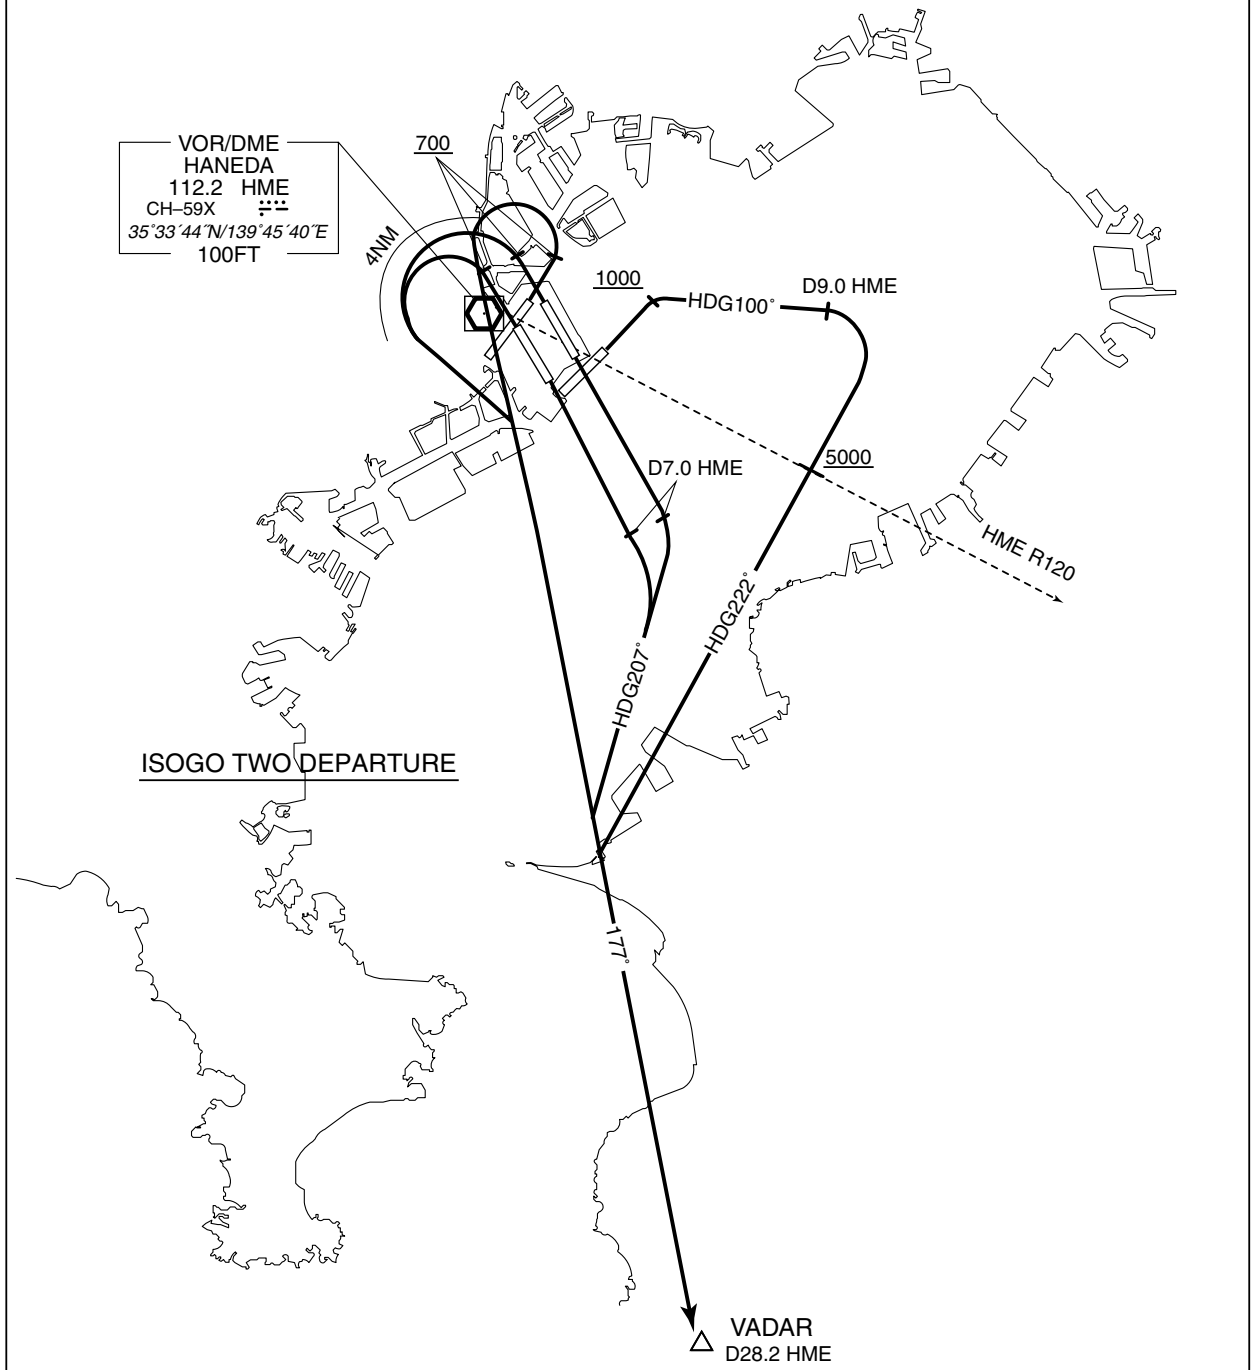 VOR/DME
HANEDA
112.2 HME
CH–59X
35°33´44˝N/139°45´40˝E
100FT
700
4NM
1000
HDG100°
D9.0 HME
5000
D7.0 HME
HME R120
HDG222°
HDG207°
ISOGO TWO DEPARTURE
177°
VADAR
D28.2 HME